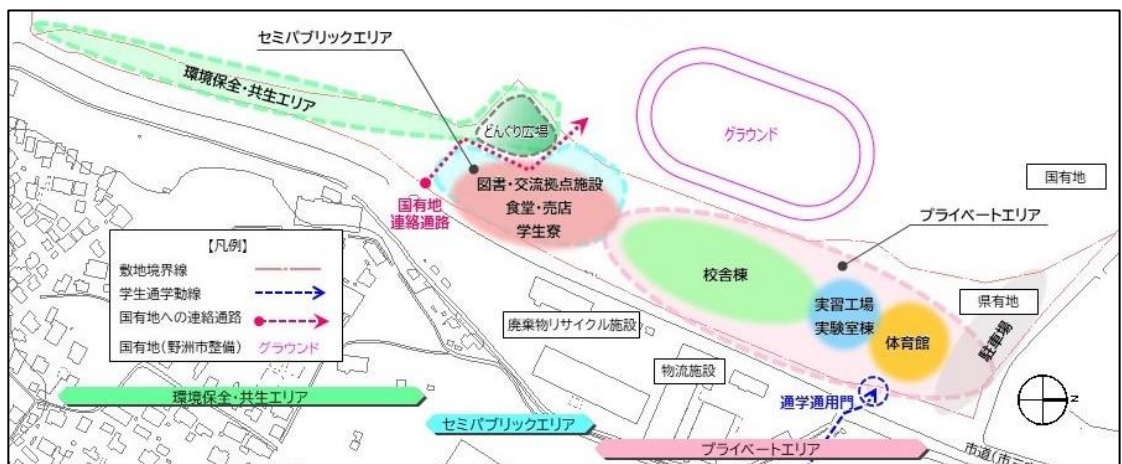 セミパブリックエリア
環境保全・共生エリア
どんぐり広場
グラウンド
国有地
国有地
連絡通路
図書・交流拠点施設
食堂・売店
学生寮
プライベートエリア
校舎棟
実習工場
実験室棟
体育館
県有地
駐車場
【凡例】
敷地境界線
学生通学動線
国有地への連絡通路
国有地(野洲市整備) グラウンド
廃棄物リサイクル施設
物流施設
通学通用門
N
環境保全・共生エリア
セミパブリックエリア
プライベートエリア